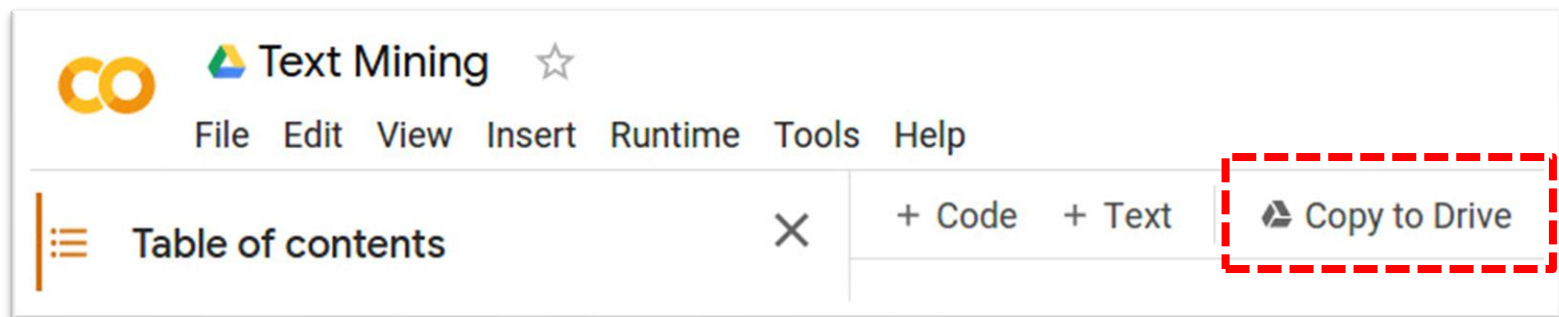 CO Text Mining
File Edit View Insert Runtime Tools Help
Table of contents
+ Code + Text Copy to Drive